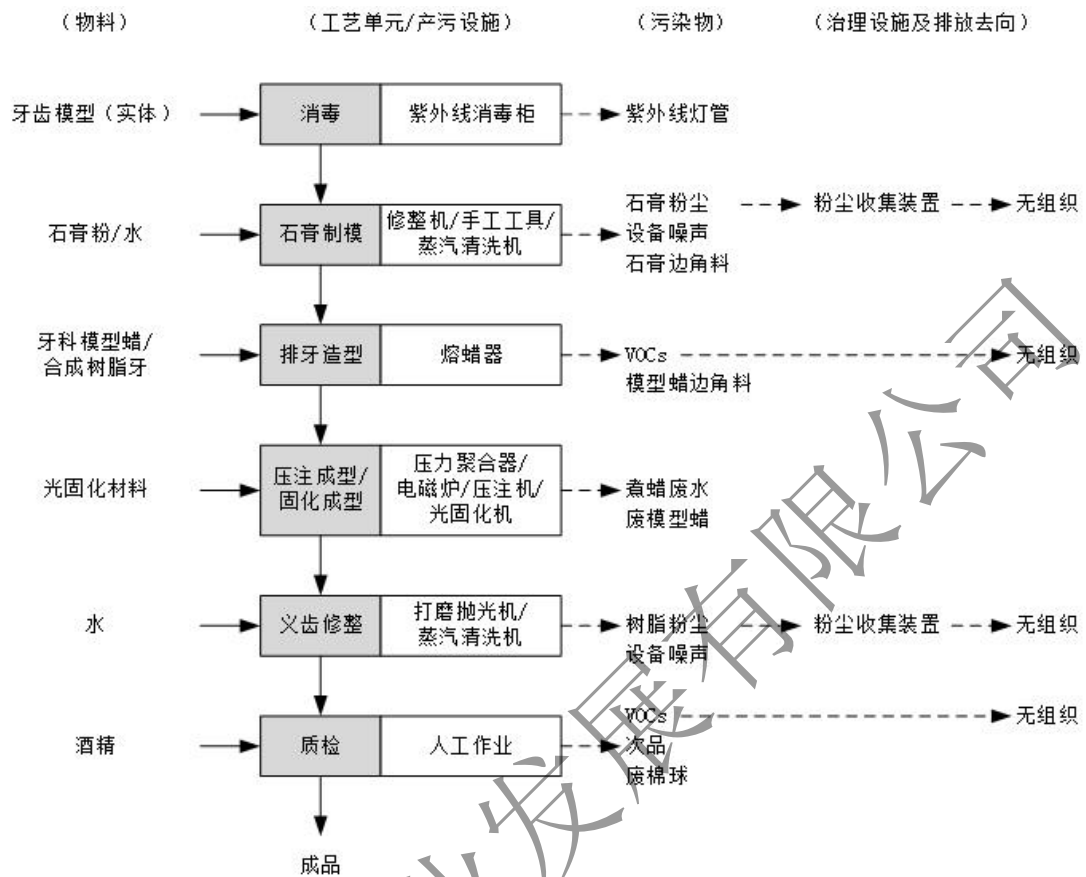 （物料）
（工艺单元/产污设施）
（污染物）
（治理设施及排放去向）
牙齿模型（实体）
消毒
紫外线消毒柜
紫外线灯管
石膏粉/水
石膏制模
修整机/手工工具/
蒸汽清洗机
石膏粉尘
设备噪声
石膏边角料
粉尘收集装置
无组织
牙科模型蜡/
合成树脂牙
排牙造型
熔蜡器
VOCs
模型蜡边角料
无组织
光固化材料
压注成型/
固化成型
压力聚合器/
电磁炉/压注机/
光固化机
煮蜡废水
废模型蜡
水
义齿修整
打磨抛光机/
蒸汽清洗机
树脂粉尘
设备噪声
粉尘收集装置
无组织
酒精
质检
人工作业
VOCs
次品
废棉球
无组织
成品
业发展有限公司